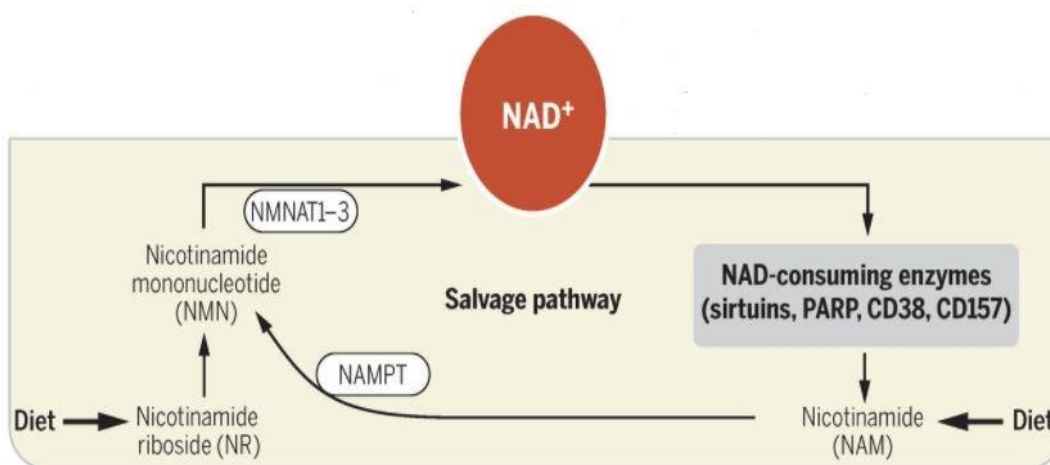 NAD+
NMNAT1–3
Nicotinamide
mononucleotide
(NMN)
Salvage pathway
NAD-consuming enzymes
(sirtuins, PARP, CD38, CD157)
NAMPT
Diet
Nicotinamide
riboside (NR)
Nicotinamide
(NAM)
Diet